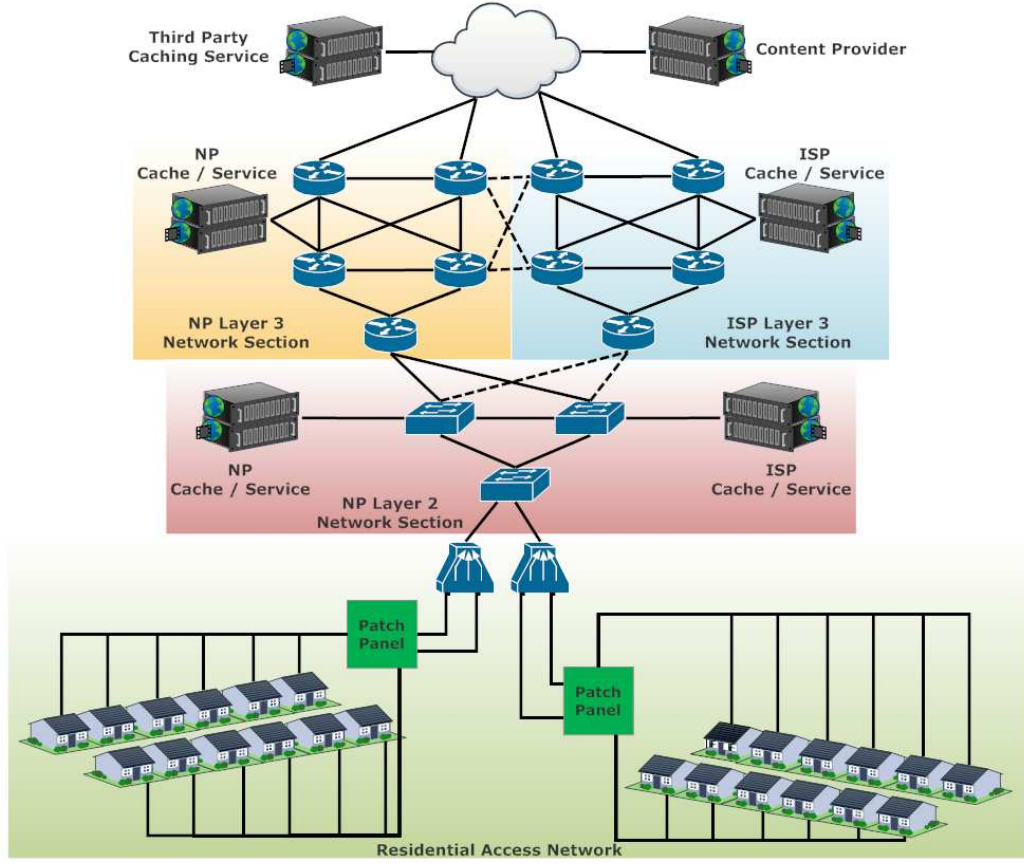 Third Party
Caching Service
Content Provider
NP
Cache / Service
ISP
Cache / Service
NP Layer 3
Network Section
ISP Layer 3
Network Section
NP
Cache / Service
ISP
Cache / Service
NP Layer 2
Network Section
Patch
Panel
Patch
Panel
Residential Access Network